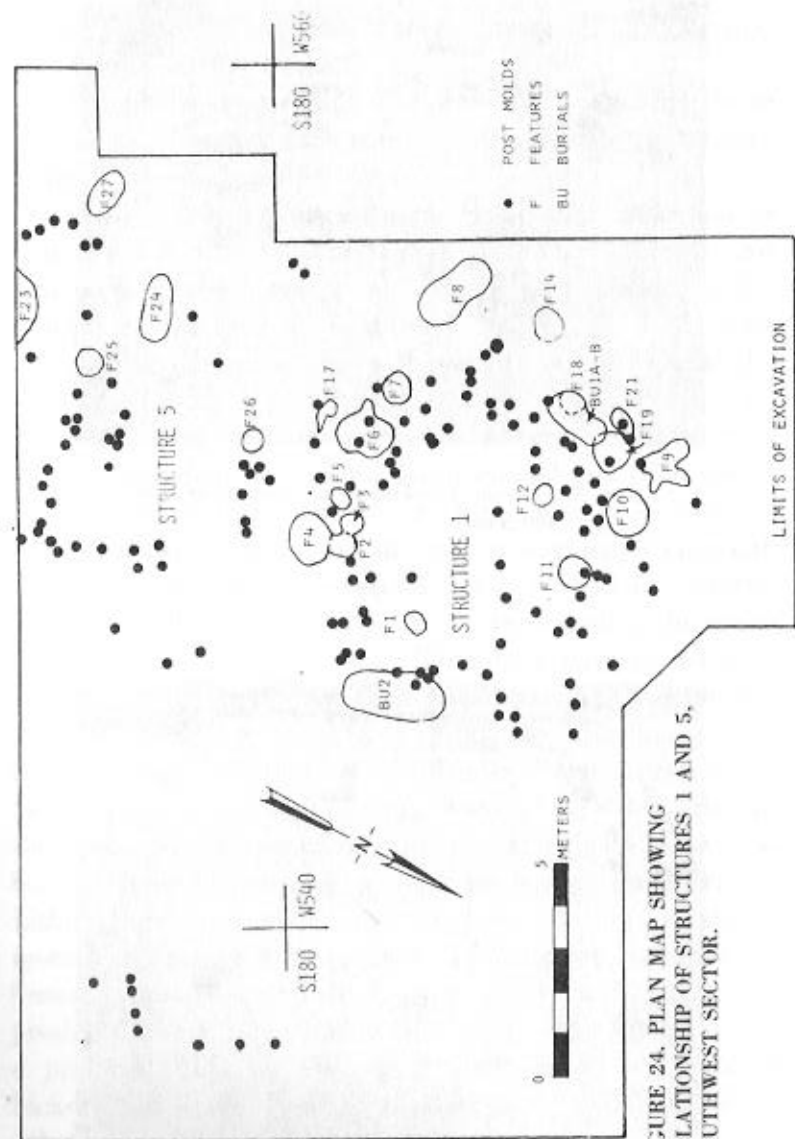 S180 W560
F27
F23
F24
F25
STRUCTURE 5
F26
F17
F8
F14
F7
F6
F5
F3
F4
F2
F18
BU1A-B
F21
F19
F9
F12
F10
STRUCTURE 1
F11
F1
BU2
POST MOLDS
F FEATURES
BU BURIALS
LIMITS OF EXCAVATION
-N-
S180 W540
0 5
METERS
GURE 24. PLAN MAP SHOWING
LATIONSHIP OF STRUCTURES 1 AND 5,
UTHWEST SECTOR.